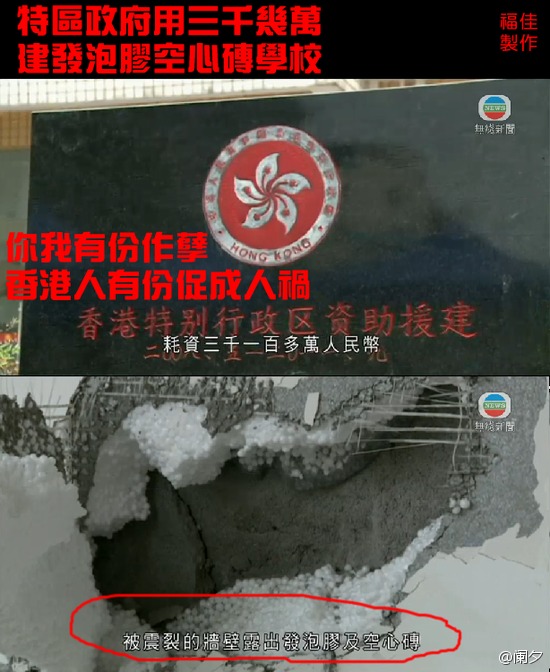 特區政府用三千幾萬
建發泡膠空心磚學校
福佳
製作
NEWS
無綫新聞
HONG KONG
你我有份作孽
香港人有份促成人禍
香港特别行政区资助援建
耗資三千一百多萬人民幣
NEWS
無綫新聞
被震裂的牆壁露出發泡膠及空心磚
@阑夕